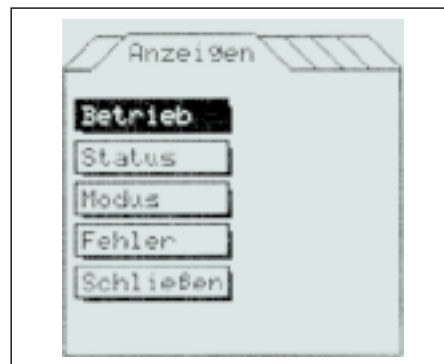 Anzeigen
Betrieb
Status
Modus
Fehler
Schließen